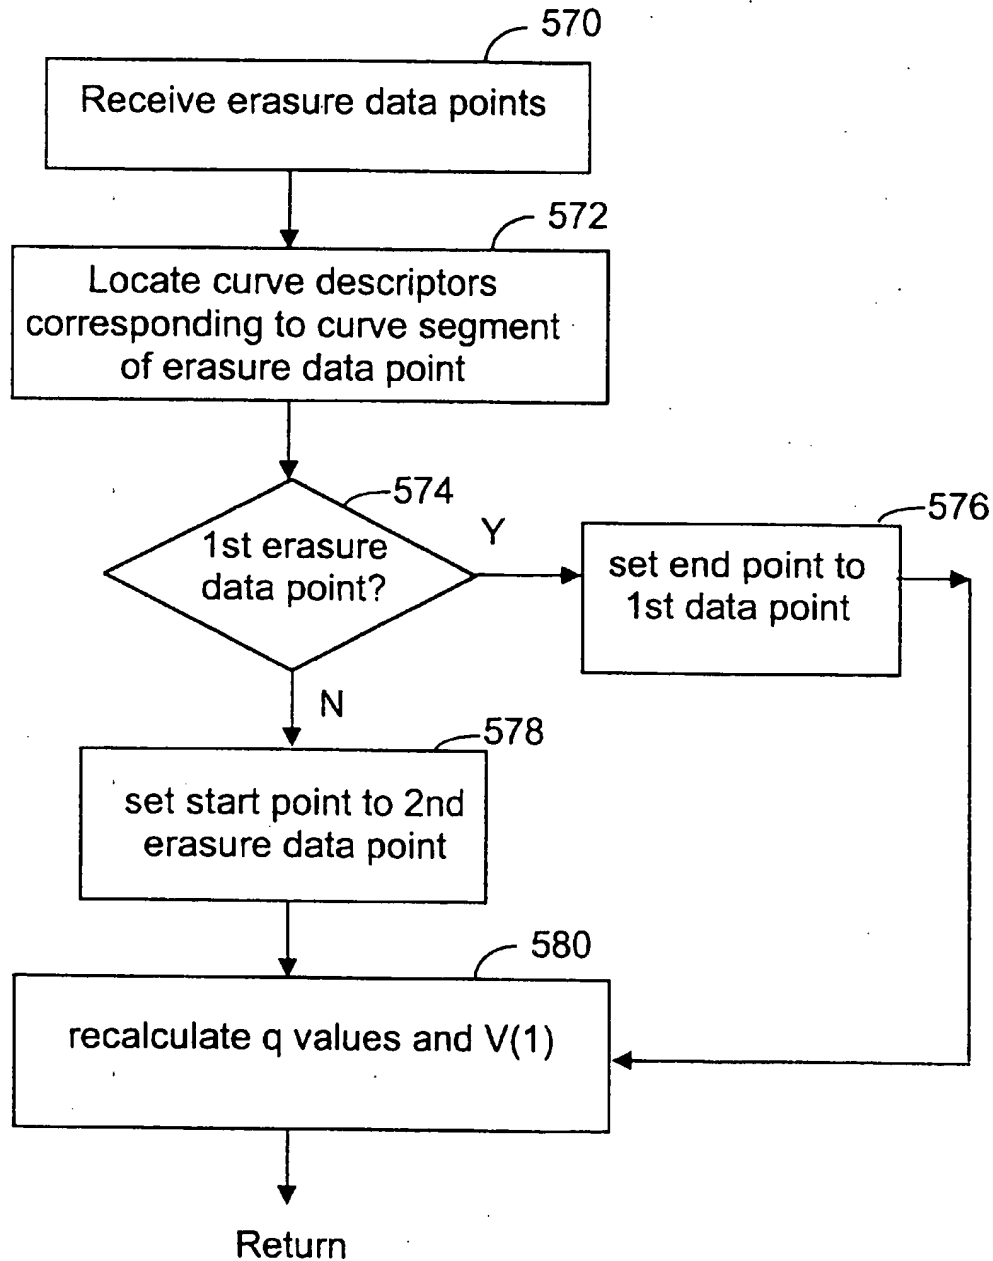 570
Receive erasure data points
572
Locate curve descriptors
corresponding to curve segment
of erasure data point
574
1st erasure
data point?
Y
576
set end point to
1st data point
N
578
set start point to 2nd
erasure data point
580
recalculate q values and V(1)
Return